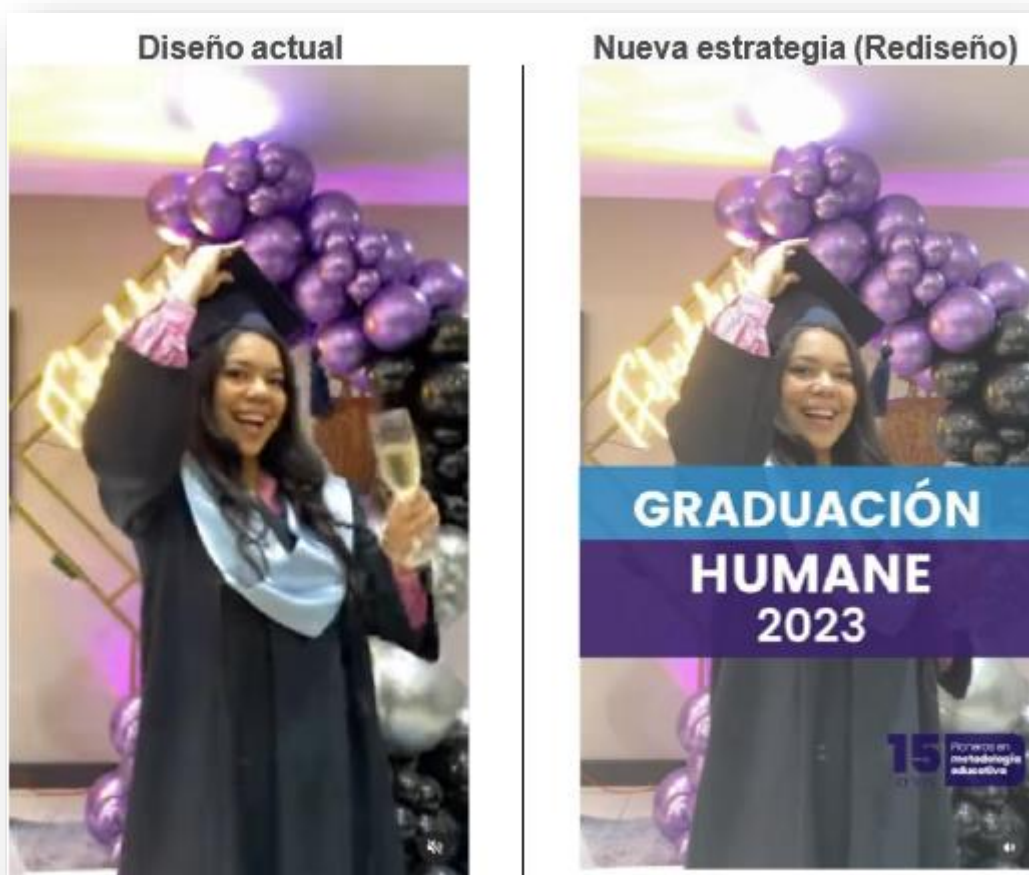 Diseño actual
Nueva estrategia (Rediseño)
GRADUACIÓN
HUMANE
2023
15
Pioneros en
metodología
educativa